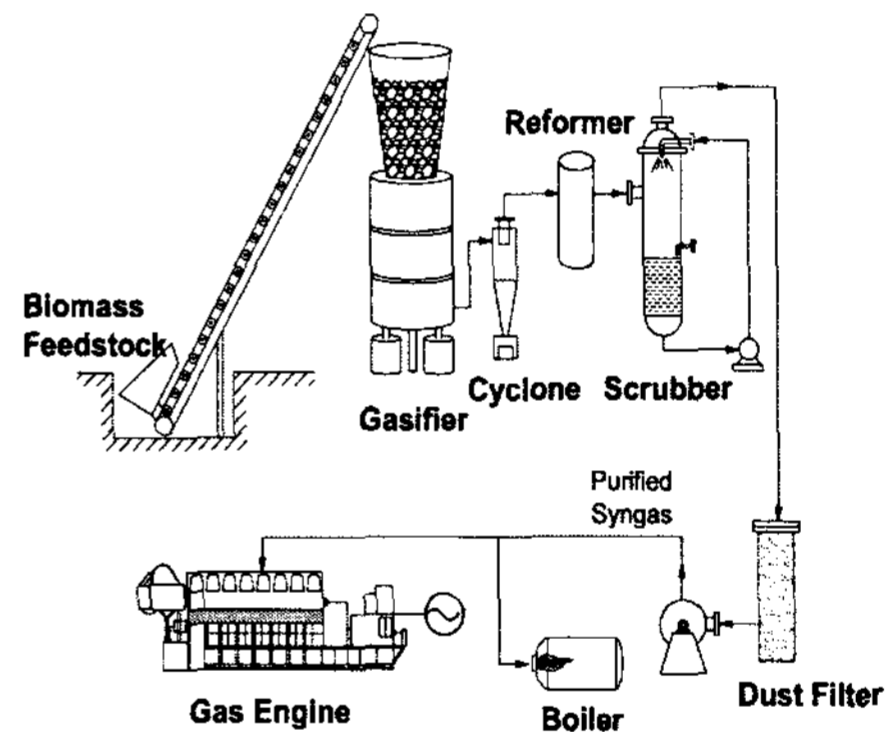 Reformer
Biomass
Feedstock
Gasifier
Cyclone
Scrubber
Purified
Syngas
Gas Engine
Boiler
Dust Filter